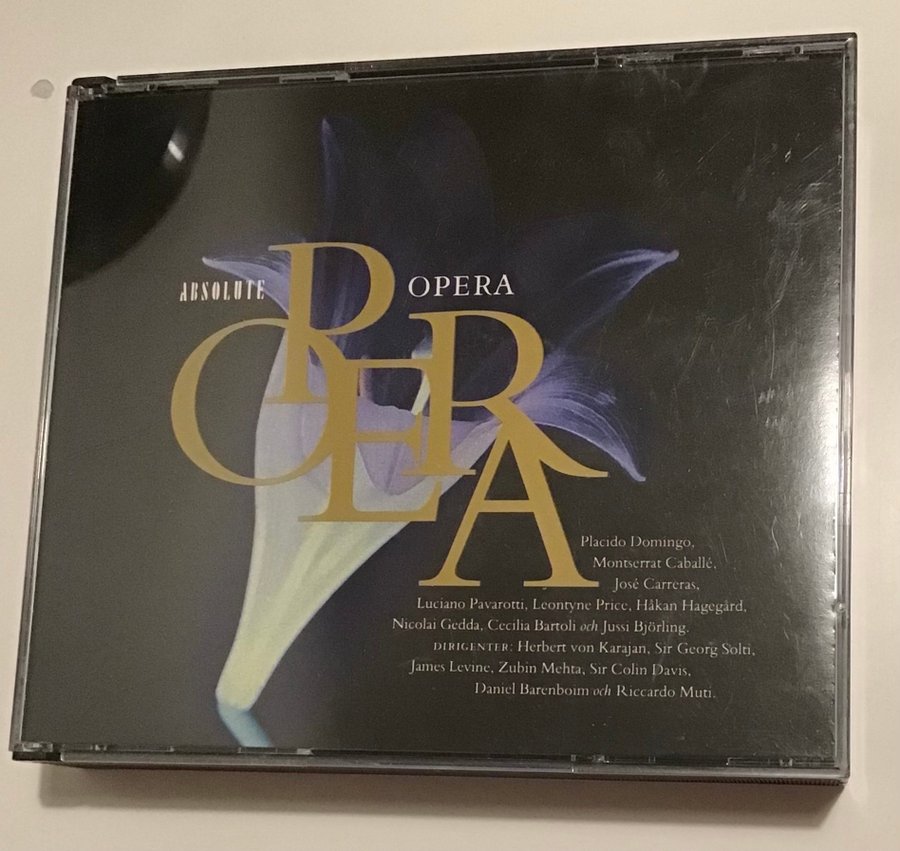 ABSOLUTE OPERA
OPERA
Placido Domingo,
Montserrat Caballé,
José Carreras,
Luciano Pavarotti, Leontyne Price, Håkan Hagegård,
Nicolai Gedda, Cecilia Bartoli och Jussi Björling.
DIRIGENTER: Herbert von Karajan, Sir Georg Solti,
James Levine, Zubin Mehta, Sir Colin Davis,
Daniel Barenboim och Riccardo Muti.